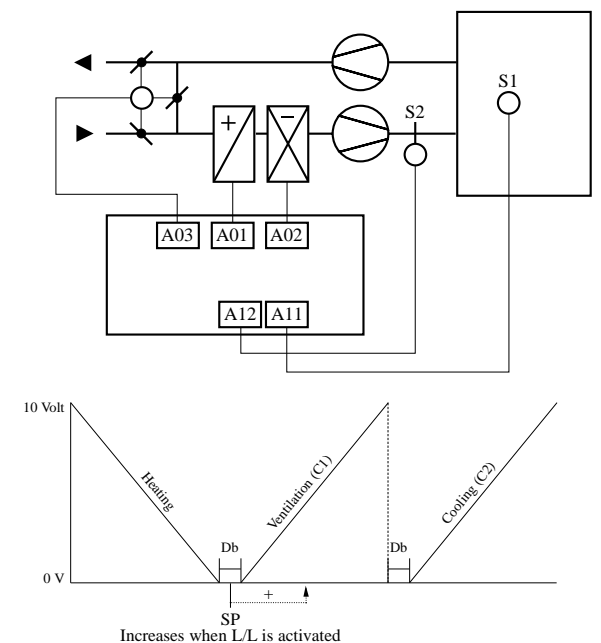 S1
S2
+
−
A03
A01
A02
A12
A11
10 Volt
Heating
Ventilation (C1)
Cooling (C2)
Db
Db
0 V
+
SP
Increases when L/L is activated